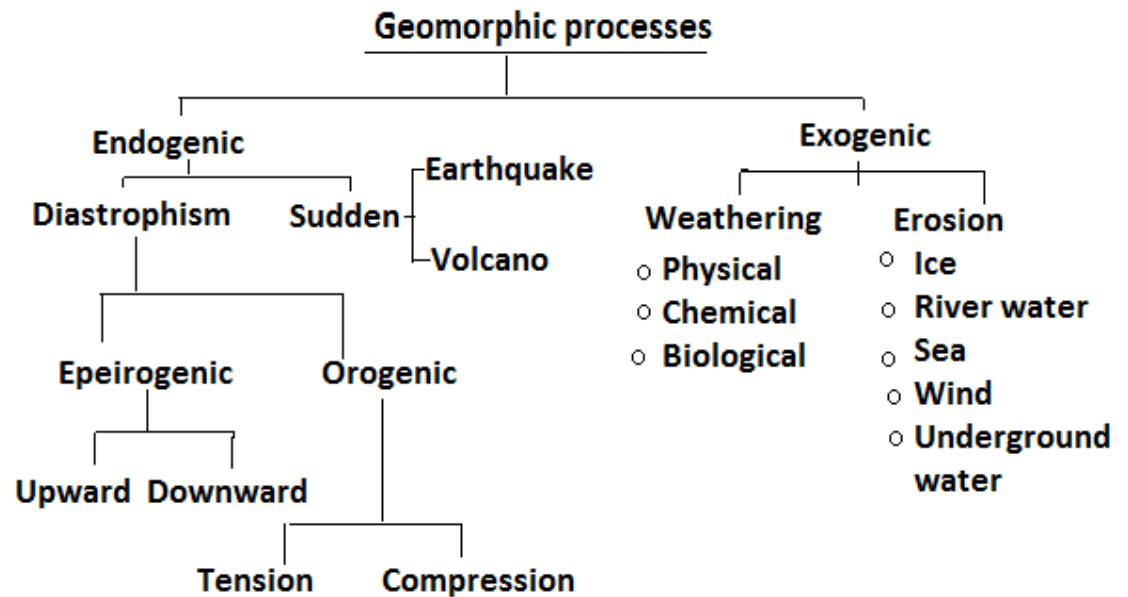 Geomorphic processes
Endogenic
Exogenic
Diastrophism
Sudden
Earthquake
Volcano
Weathering
Physical
Chemical
Biological
Erosion
Ice
River water
Sea
Wind
Underground
water
Epeirogenic
Orogenic
Upward
Downward
Tension
Compression